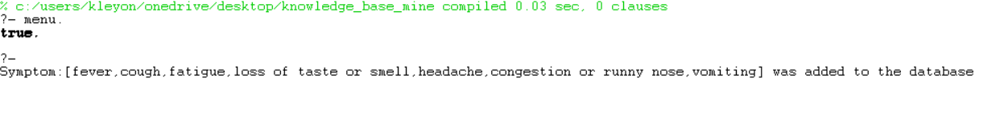 % c:/users/kleyon/onedrive/desktop/knowledge_base_mine compiled 0.03 sec, 0 clauses
?- menu.
true.
?-
Symptom:[fever,cough,fatigue,loss of taste or smell,headache,congestion or runny nose,vomiting] was added to the database